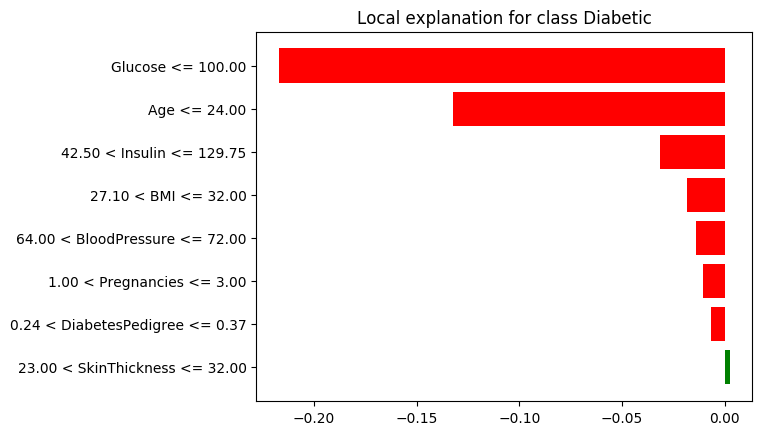 Local explanation for class Diabetic
Glucose <= 100.00
Age <= 24.00
42.50 < Insulin <= 129.75
27.10 < BMI <= 32.00
64.00 < BloodPressure <= 72.00
1.00 < Pregnancies <= 3.00
0.24 < DiabetesPedigree <= 0.37
23.00 < SkinThickness <= 32.00
−0.20 −0.15 −0.10 −0.05 0.00